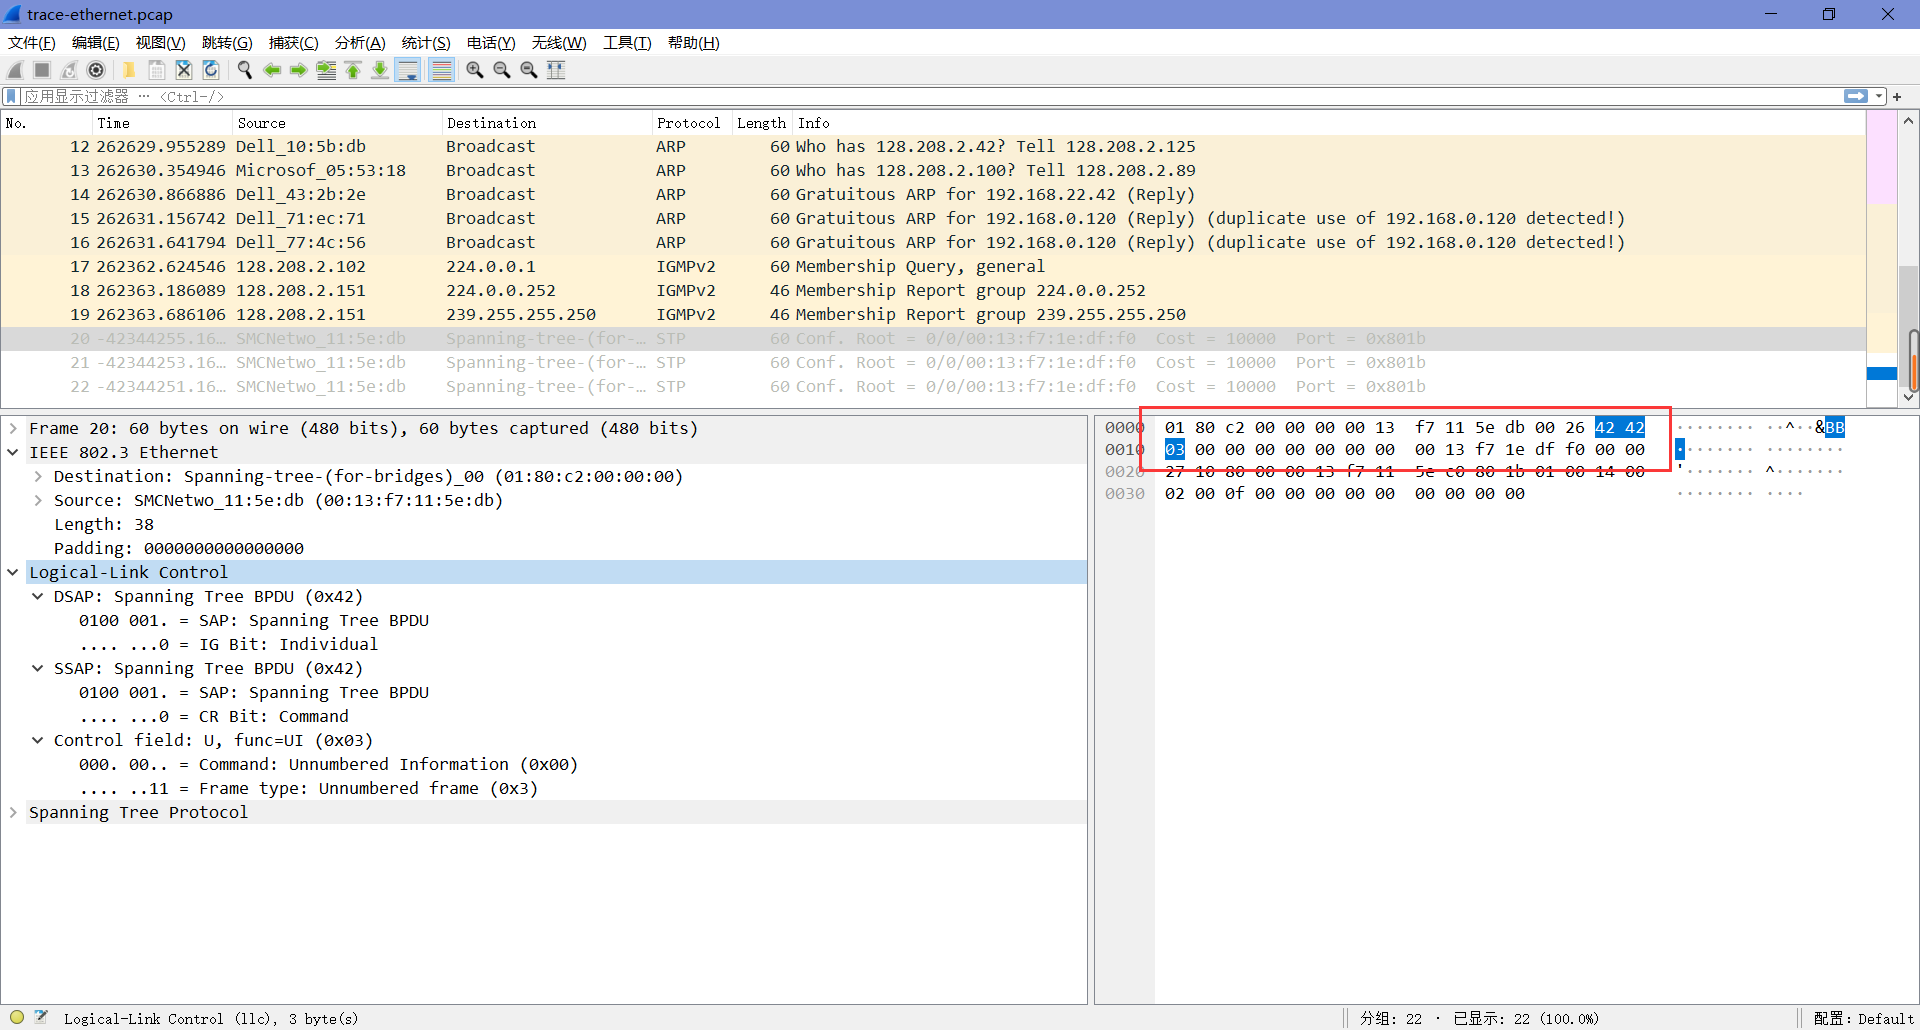 trace-ethernet.pcap
文件(F) 编辑(E) 视图(V) 跳转(G) 捕获(C) 分析(A) 统计(S) 电话(Y) 无线(W) 工具(T) 帮助(H)
应用显示过滤器 … <Ctrl-/>
No. Time Source Destination Protocol Length Info
12 262629.955289 Dell_10:5b:db Broadcast ARP 60 Who has 128.208.2.42? Tell 128.208.2.125
13 262630.354946 Microsof_05:53:18 Broadcast ARP 60 Who has 128.208.2.100? Tell 128.208.2.89
14 262630.866886 Dell_43:2b:2e Broadcast ARP 60 Gratuitous ARP for 192.168.22.42 (Reply)
15 262631.156742 Dell_71:ec:71 Broadcast ARP 60 Gratuitous ARP for 192.168.0.120 (Reply) (duplicate use of 192.168.0.120 detected!)
16 262631.641794 Dell_77:4c:56 Broadcast ARP 60 Gratuitous ARP for 192.168.0.120 (Reply) (duplicate use of 192.168.0.120 detected!)
17 262362.624546 128.208.2.102 224.0.0.1 IGMPv2 60 Membership Query, general
18 262363.186089 128.208.2.151 224.0.0.252 IGMPv2 46 Membership Report group 224.0.0.252
19 262363.686106 128.208.2.151 239.255.255.250 IGMPv2 46 Membership Report group 239.255.255.250
20 -42344255.16… SMCNetwo_11:5e:db Spanning-tree-(for-… STP 60 Conf. Root = 0/0/00:13:f7:1e:df:f0 Cost = 10000 Port = 0x801b
21 -42344253.16… SMCNetwo_11:5e:db Spanning-tree-(for-… STP 60 Conf. Root = 0/0/00:13:f7:1e:df:f0 Cost = 10000 Port = 0x801b
22 -42344251.16… SMCNetwo_11:5e:db Spanning-tree-(for-… STP 60 Conf. Root = 0/0/00:13:f7:1e:df:f0 Cost = 10000 Port = 0x801b
Frame 20: 60 bytes on wire (480 bits), 60 bytes captured (480 bits)
IEEE 802.3 Ethernet
Destination: Spanning-tree-(for-bridges)_00 (01:80:c2:00:00:00)
Source: SMCNetwo_11:5e:db (00:13:f7:11:5e:db)
Length: 38
Padding: 0000000000000000
Logical-Link Control
DSAP: Spanning Tree BPDU (0x42)
0100 001. = SAP: Spanning Tree BPDU
.... ...0 = IG Bit: Individual
SSAP: Spanning Tree BPDU (0x42)
0100 001. = SAP: Spanning Tree BPDU
.... ...0 = CR Bit: Command
Control field: U, func=UI (0x03)
000. 00.. = Command: Unnumbered Information (0x00)
.... ..11 = Frame type: Unnumbered frame (0x3)
Spanning Tree Protocol
0000 01 80 c2 00 00 00 00 13 f7 11 5e db 00 26 42 42 ········ ··^··&BB
0010 03 00 00 00 00 00 00 00 00 13 f7 1e df f0 00 00 ········ ········
0020 27 10 80 00 00 13 f7 11 5e c0 80 1b 01 00 14 00 '······· ^·······
0030 02 00 0f 00 00 00 00 00 00 00 00 00 ········ ····
Logical-Link Control (llc), 3 byte(s) 分组: 22 · 已显示: 22 (100.0%) 配置: Default